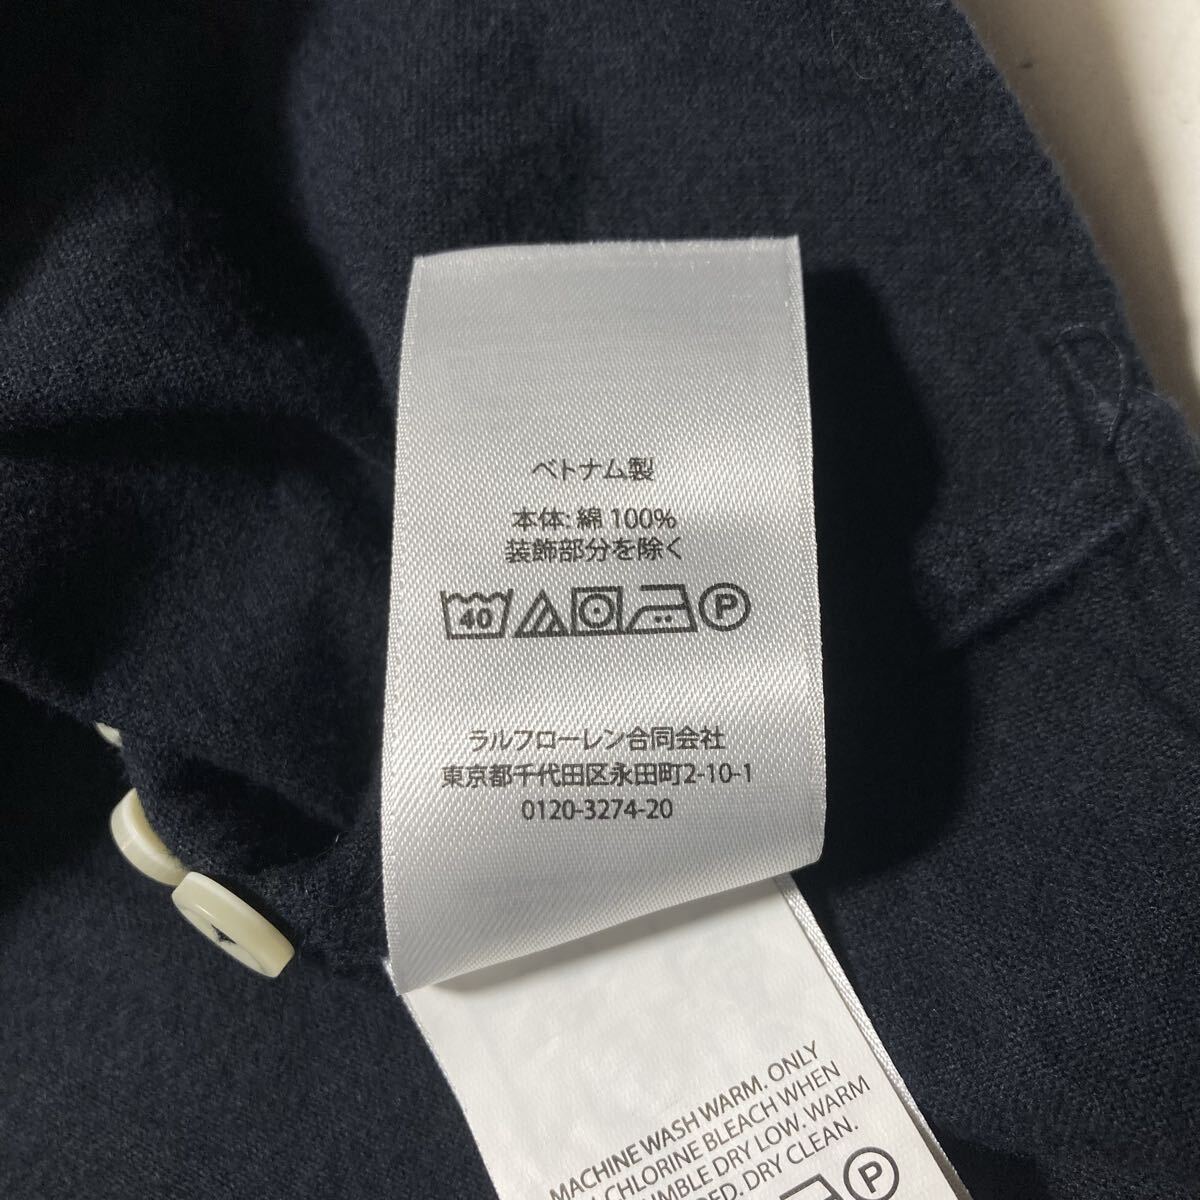 ベトナム製
本体: 綿 100%
装飾部分を除く
40
P
ラルフローレン合同会社
東京都千代田区永田町2-10-1
0120-3274-20
MACHINE WASH WARM. ONLY
CHLORINE BLEACH WHEN
TUMBLE DRY LOW. WARM
DRY CLEAN.
P